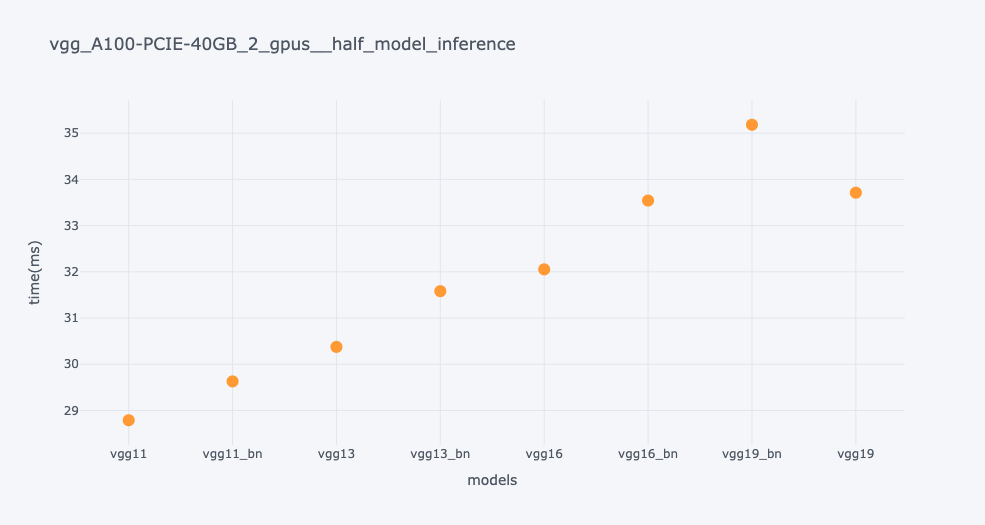 vgg_A100-PCIE-40GB_2_gpus__half_model_inference
35
34
33
32
31
30
29
time(ms)
vgg11 vgg11_bn vgg13 vgg13_bn vgg16 vgg16_bn vgg19_bn vgg19
models